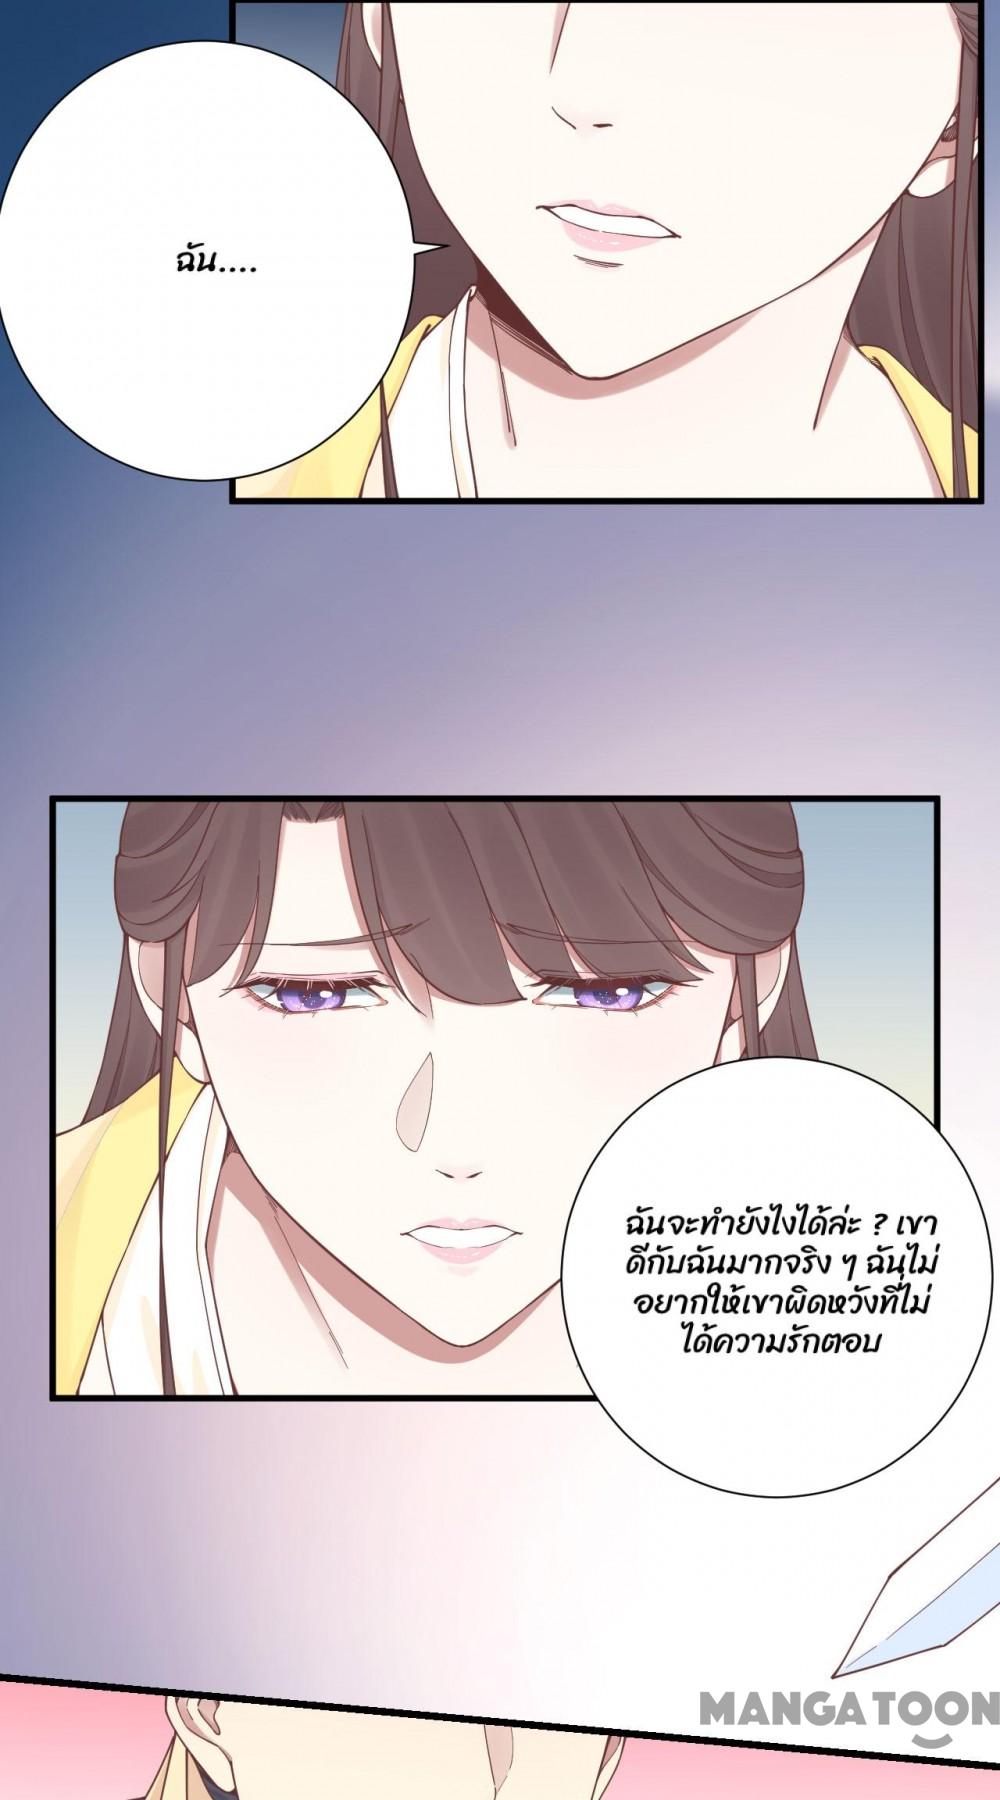 ฉัน....
ฉันจะทำยังไงได้ล่ะ ? เขา
ดีกับฉันมากจริง ๆ ฉันไม่
อยากให้เขาผิดหวังที่ไม่
ได้ความรักตอบ
MANGATOON